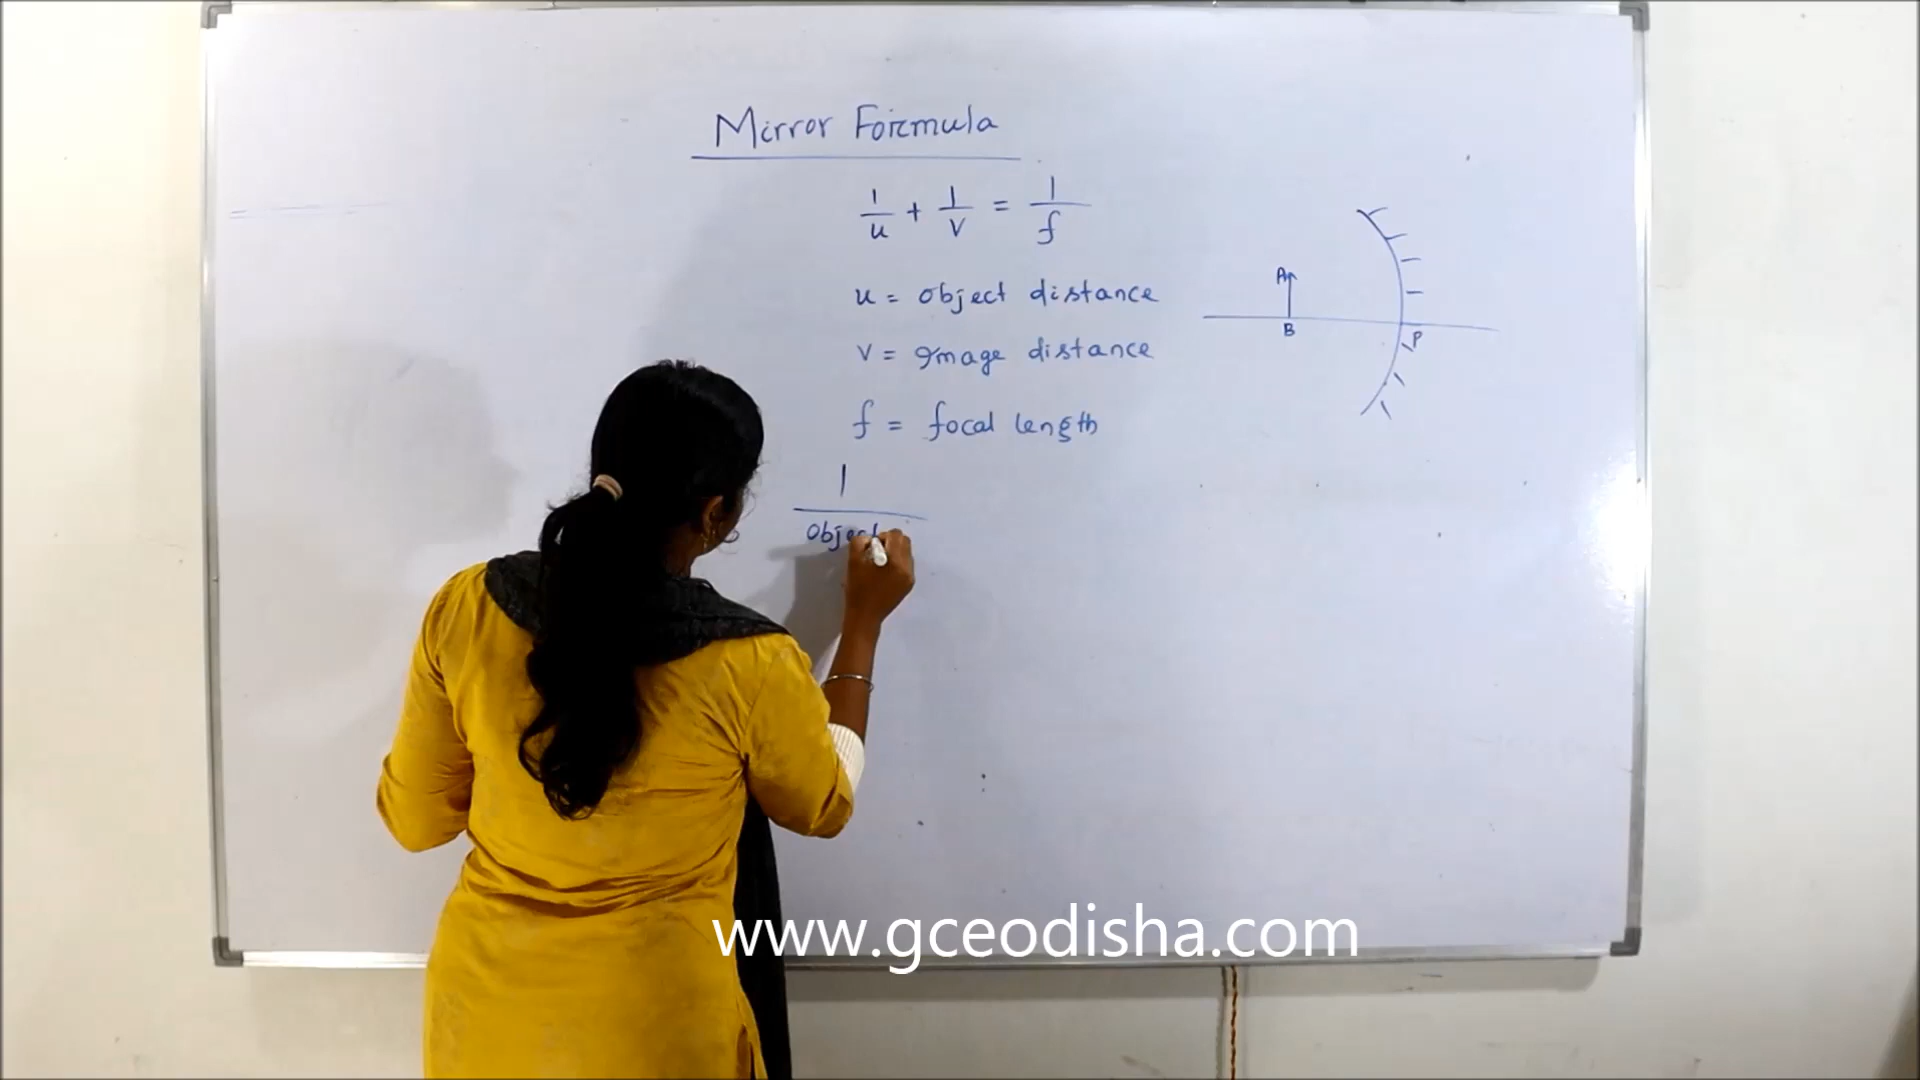 Mirror Formula
1/u + 1/v = 1/f
u = object distance
v = Image distance
f = focal length
1
Object
A
B
P
www.gceodisha.com